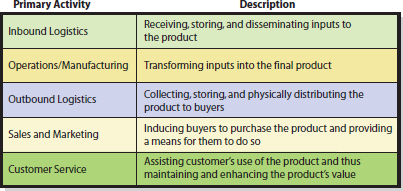 Primary Activity Description
Inbound Logistics Receiving, storing, and disseminating inputs to
the product
Operations/Manufacturing Transforming inputs into the final product
Outbound Logistics Collecting, storing, and physically distributing the
product to buyers
Sales and Marketing Inducing buyers to purchase the product and providing
a means for them to do so
Customer Service Assisting customer's use of the product and thus
maintaining and enhancing the product's value